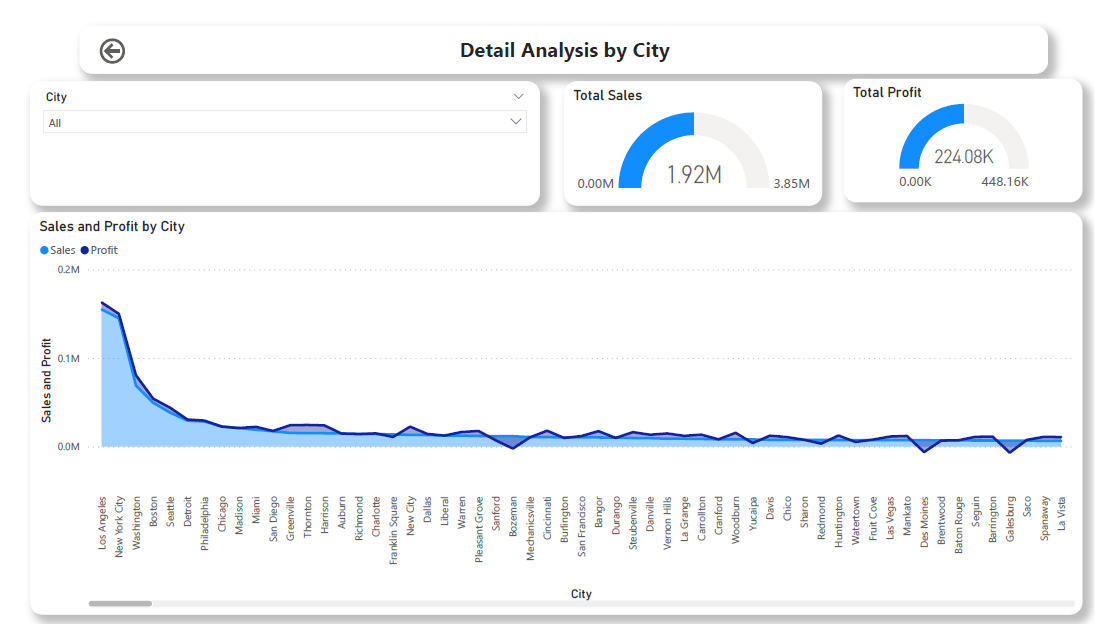 Detail Analysis by City
City
All
Total Sales
1.92M
0.00M
3.85M
Total Profit
224.08K
0.00K
448.16K
Sales and Profit by City
Sales
Profit
Sales and Profit
0.2M
0.1M
0.0M
Los Angeles
New York City
Washington
Boston
Seattle
Detroit
Philadelphia
Chicago
Madison
Miami
San Diego
Greenville
Thornton
Harrison
Auburn
Richmond
Charlotte
Franklin Square
New City
Dallas
Liberal
Warren
Pleasant Grove
Sanford
Bozeman
Mechanicsville
Cincinnati
Burlington
San Francisco
Bangor
Durango
Steubenville
Danville
Vernon Hills
La Grange
Carrollton
Cranford
Woodburn
Yucaipa
Davis
Chico
Sharon
Redmond
Huntington
Watertown
Fruit Cove
Las Vegas
Mankato
Des Moines
Brentwood
Baton Rouge
Seguin
Barrington
Galesburg
Saco
Spanaway
La Vista
City